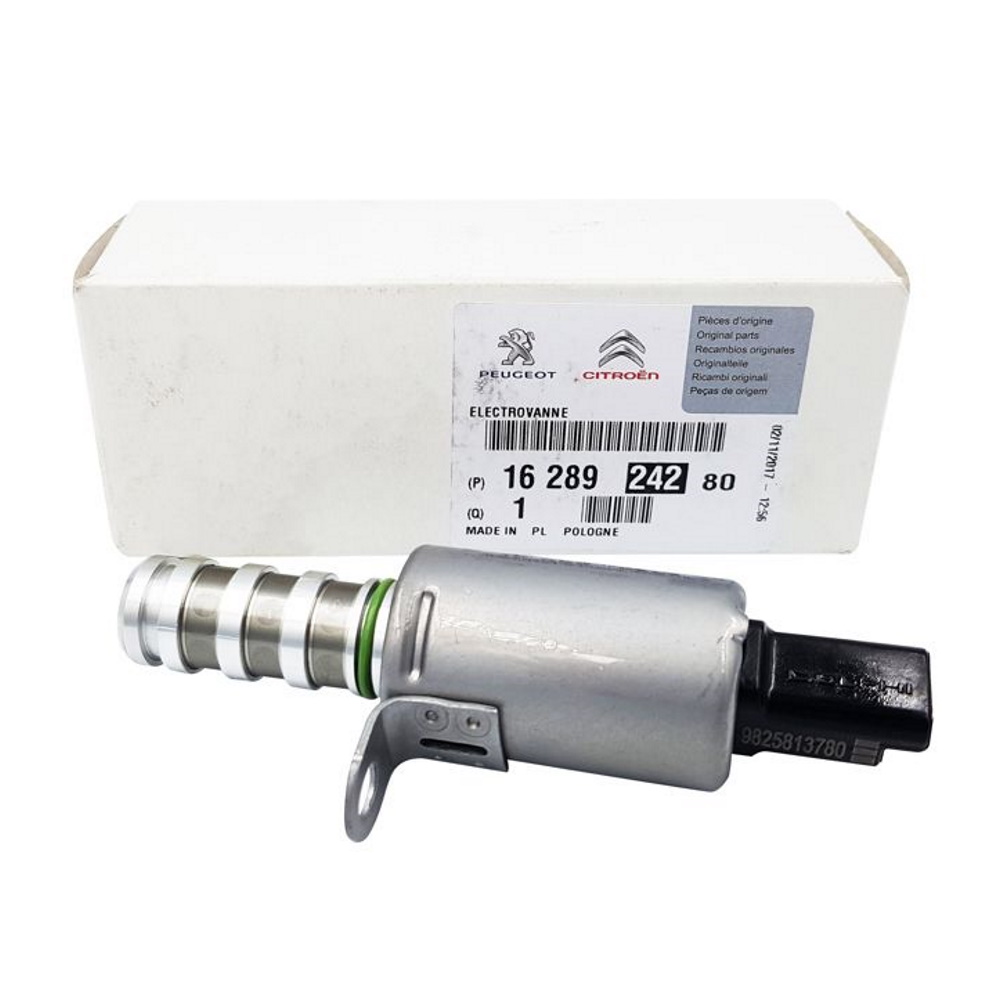 PEUGEOT
CITROËN
Pièces d'origine
Original parts
Recambios originales
Originalteile
Ricambi originali
Peças de origem
ELECTROVANNE
(P) 16 289 242 80
(Q) 1
MADE IN PL POLOGNE
02/11/2017 - 12:56
DELPHI
9825813780